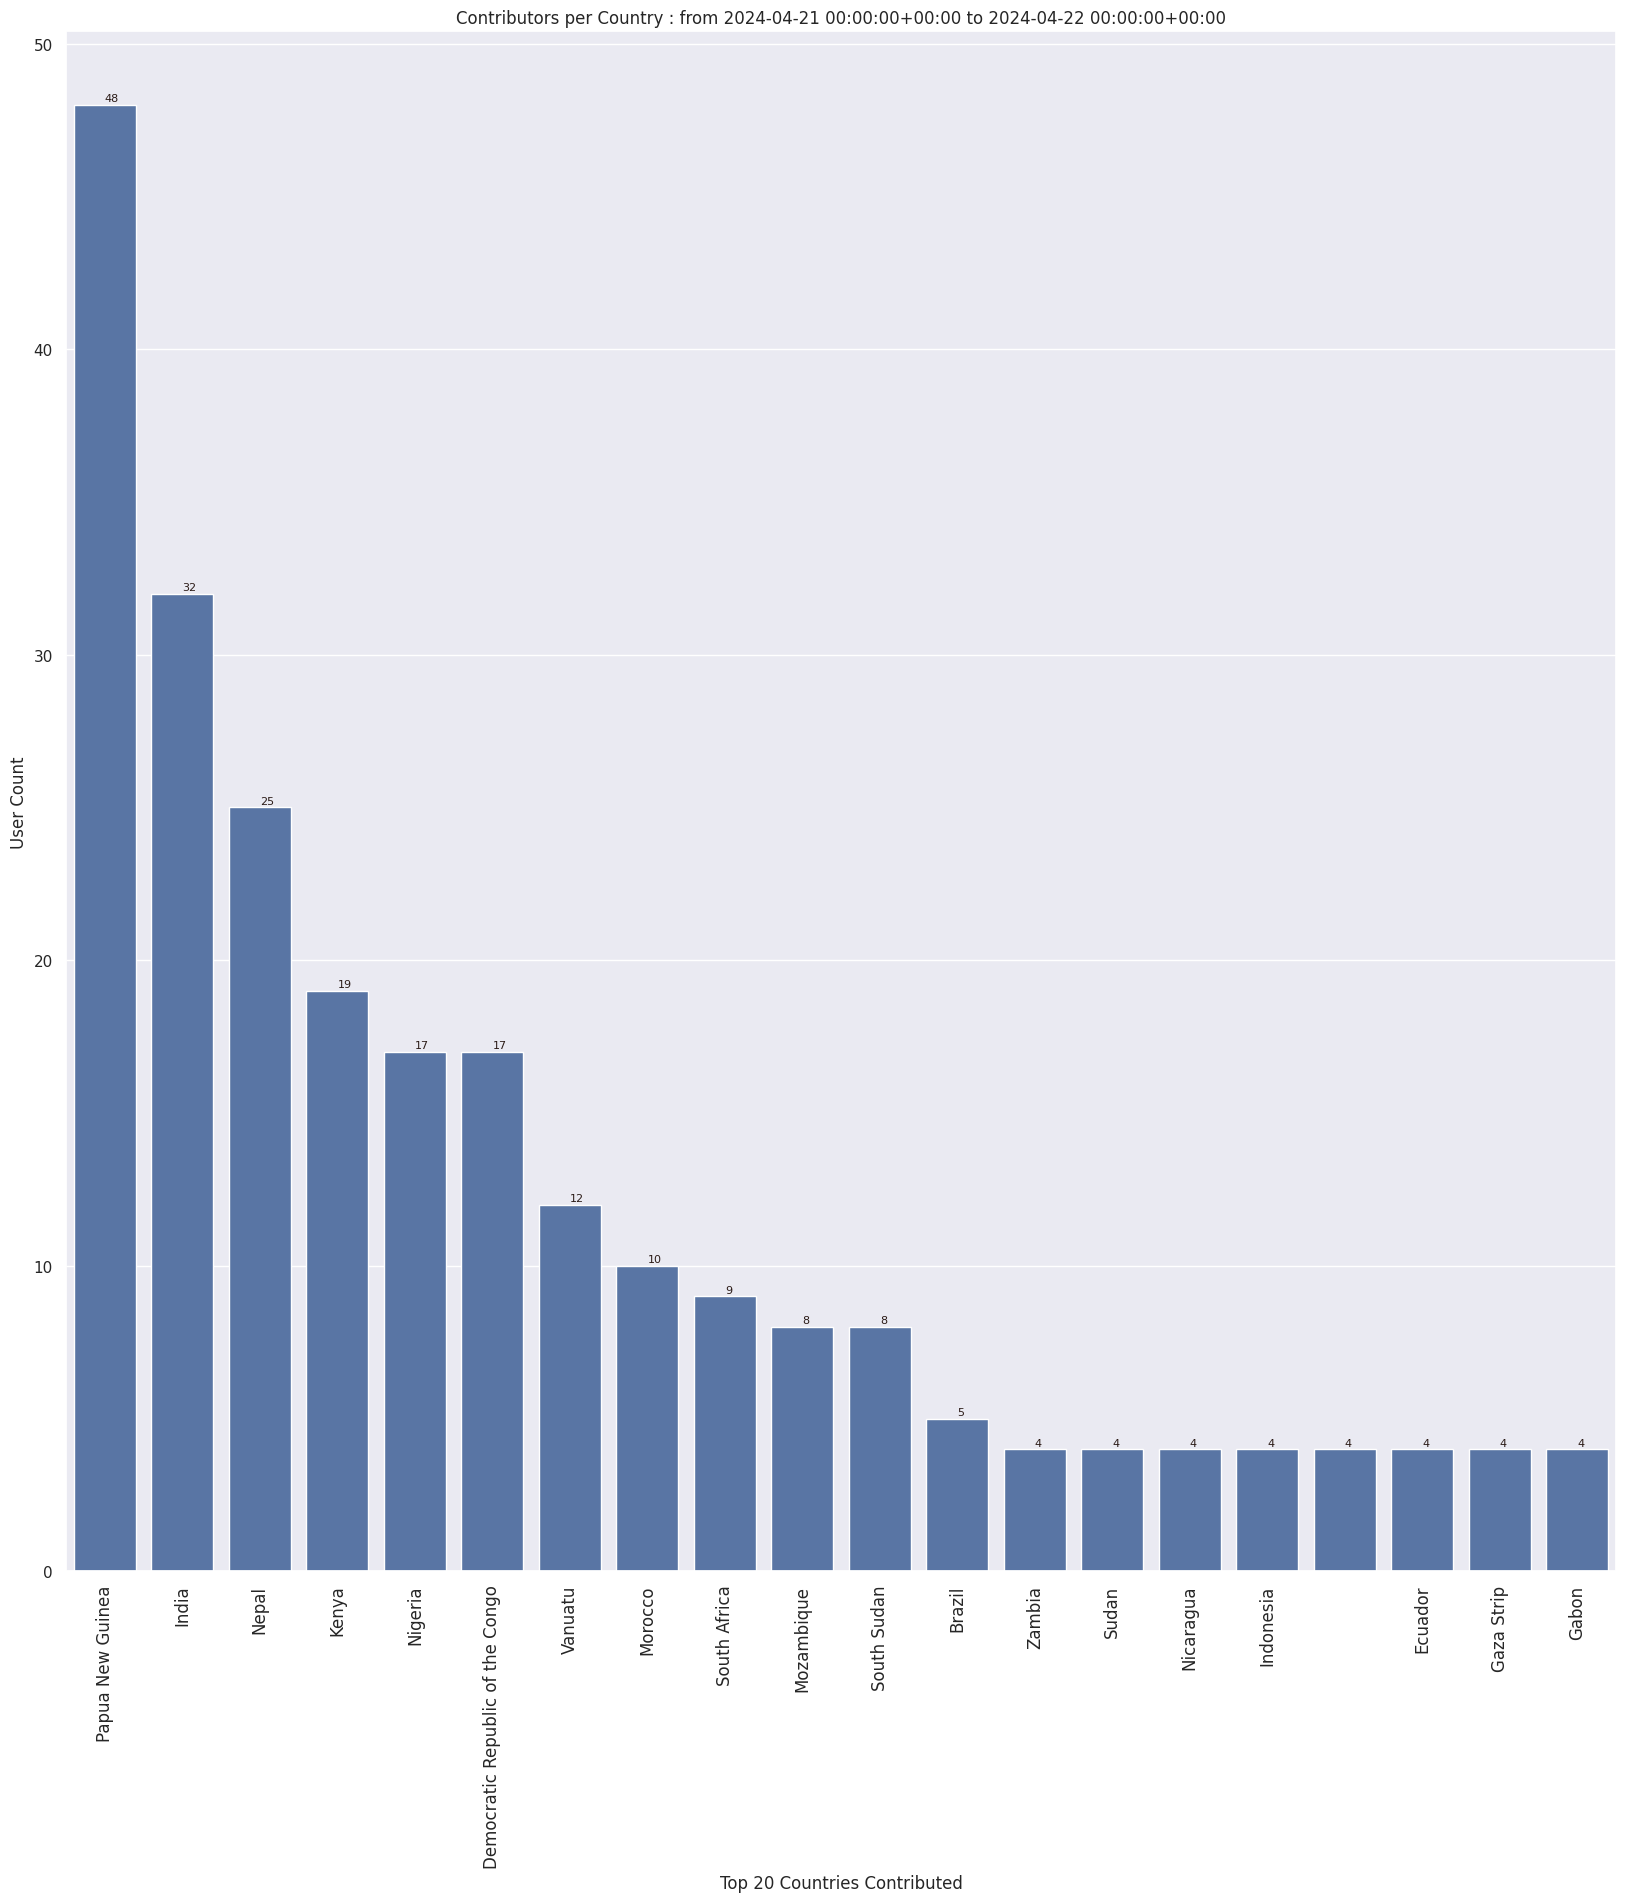 Contributors per Country : from 2024-04-21 00:00:00+00:00 to 2024-04-22 00:00:00+00:00
User Count
50
40
30
20
10
0
48
32
25
19
17
17
12
10
9
8
8
5
4
4
4
4
4
4
4
4
Papua New Guinea
India
Nepal
Kenya
Nigeria
Democratic Republic of the Congo
Vanuatu
Morocco
South Africa
Mozambique
South Sudan
Brazil
Zambia
Sudan
Nicaragua
Indonesia
Ecuador
Gaza Strip
Gabon
Top 20 Countries Contributed